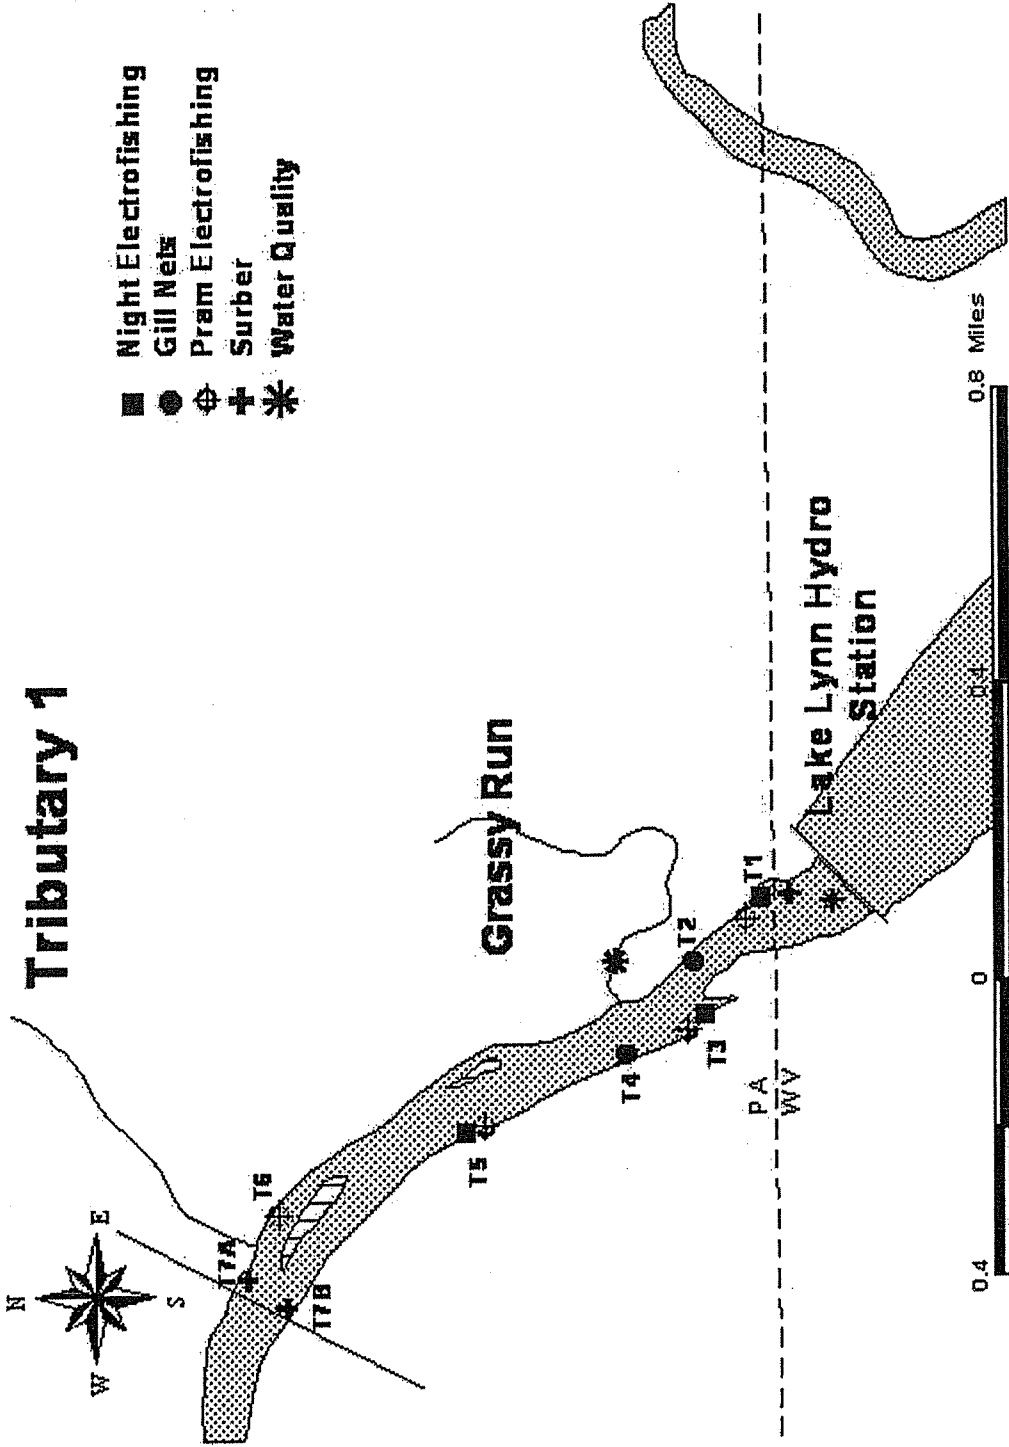 Tributary 1
Night Electrofishing
Gill Nets
Pram Electrofishing
Surber
Water Quality
N
E
S
W
T7A
T7B
T6
T5
Grassy Run
T4
T3
T2
T1
PA
WV
Lake Lynn Hydro
Station
0.4
0
0.4
0.8 Miles